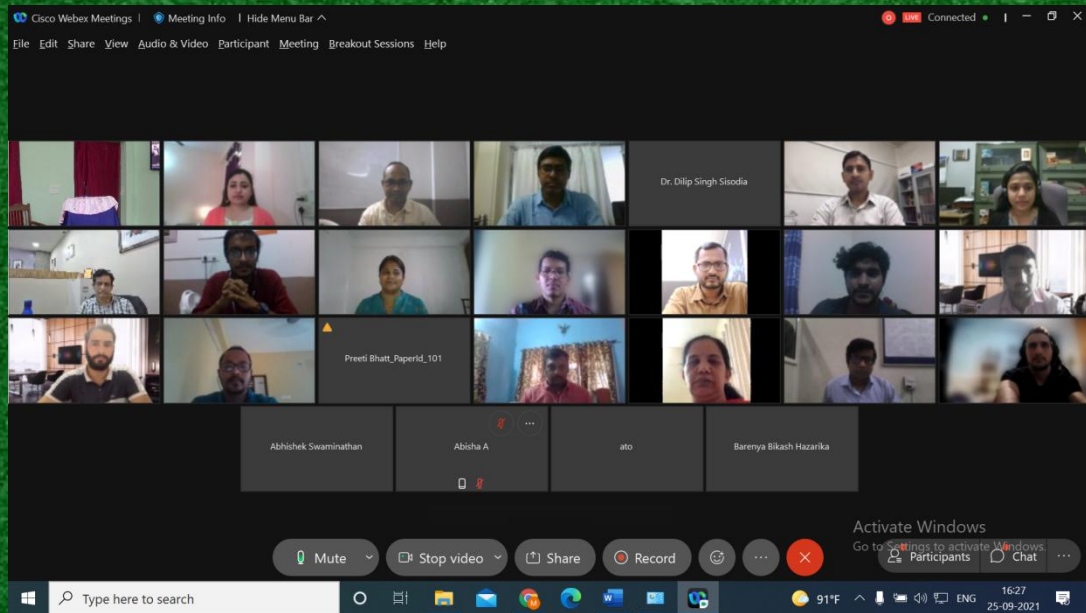 Cisco Webex Meetings | Meeting Info | Hide Menu Bar
LIVE Connected
File Edit Share View Audio & Video Participant Meeting Breakout Sessions Help
Dr. Dilip Singh Sisodia
Preeti Bhatt_PaperId_101
Abhishek Swaminathan
Abisha A
ato
Barenya Bikash Hazarika
Activate Windows
Go to Settings to activate Windows.
Mute Stop video Share Record Participants Chat
Type here to search
91°F ENG 16:27
25-09-2021